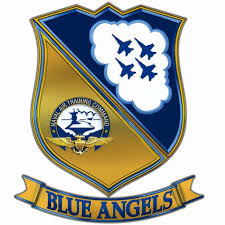 NAVAL AIR TRAINING COMMAND
BLUE ANGELS